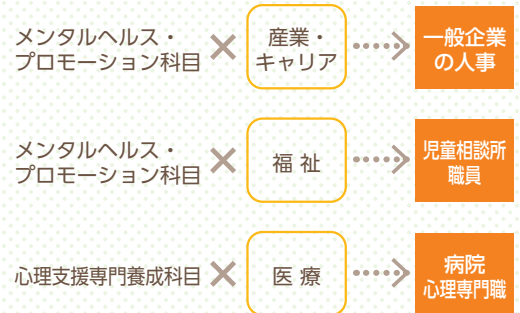 メンタルヘルス・
プロモーション科目
×
産業・
キャリア
一般企業
の人事
メンタルヘルス・
プロモーション科目
×
福 祉
児童相談所
職員
心理支援専門養成科目
×
医 療
病院
心理専門職